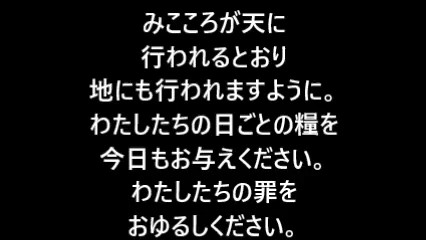 みこころが天に
行われるとおり
地にも行われますように。
わたしたちの日ごとの糧を
今日もお与えください。
わたしたちの罪を
おゆるしください。